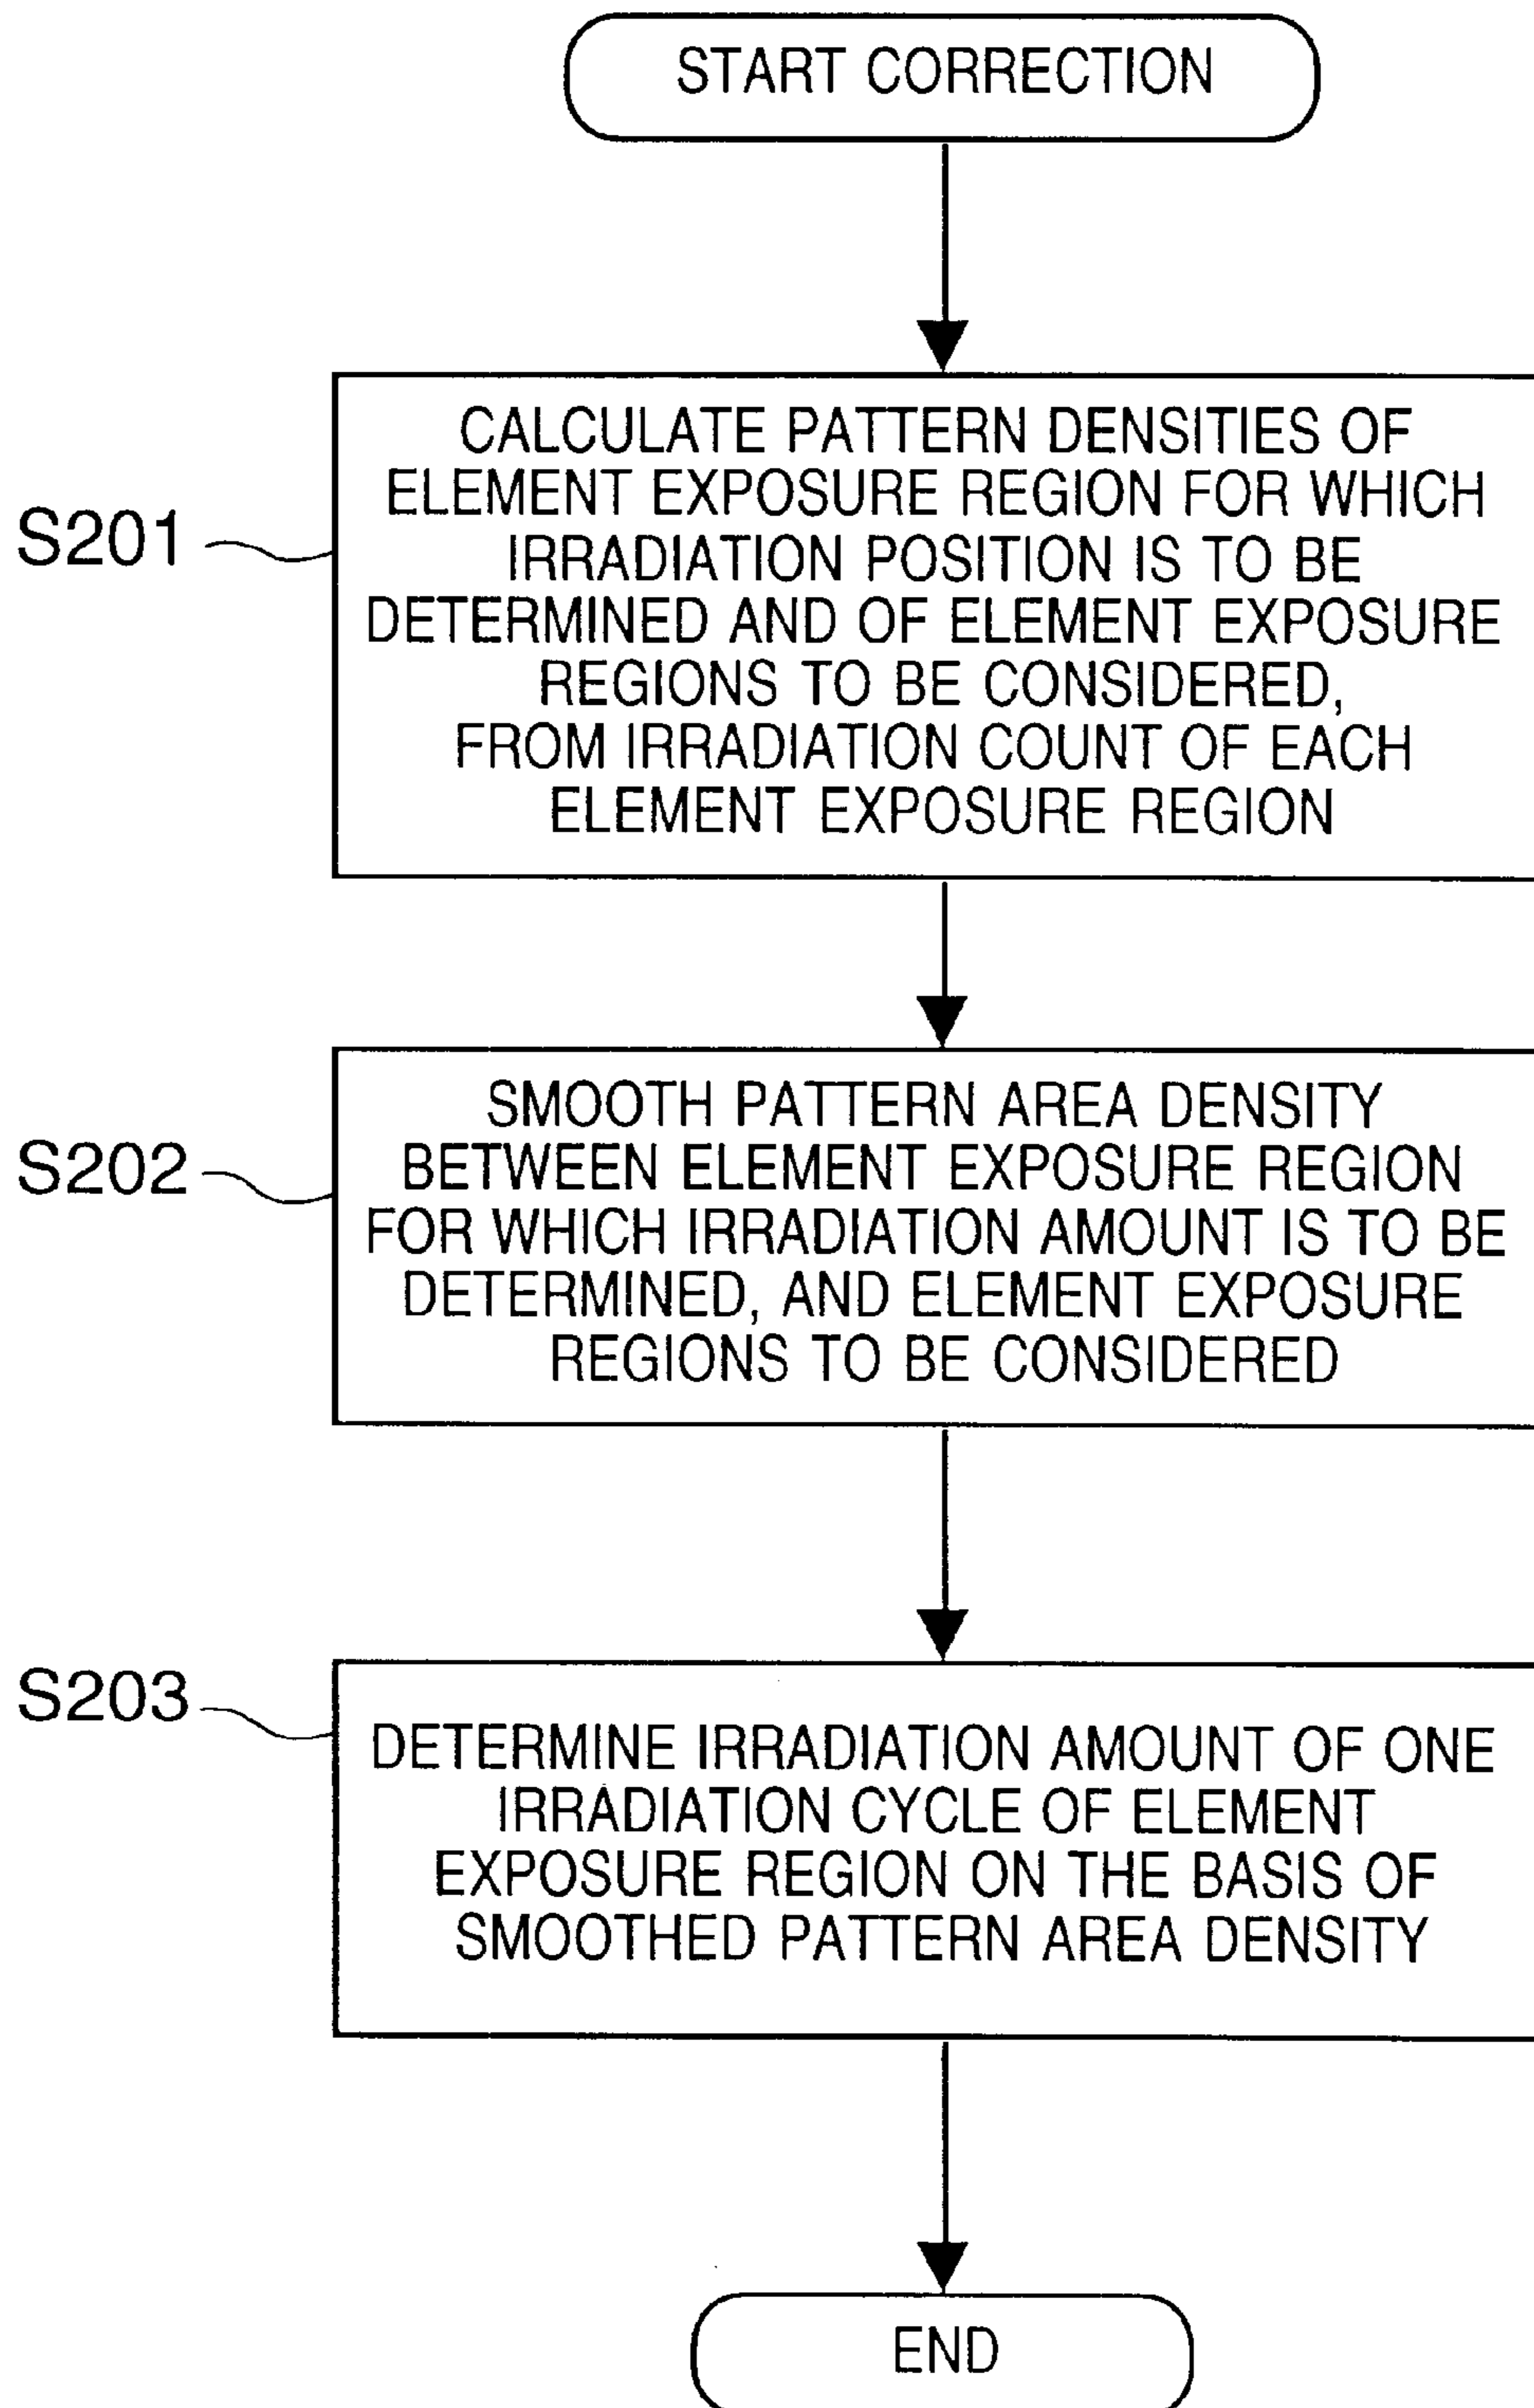 START CORRECTION
S201
CALCULATE PATTERN DENSITIES OF
ELEMENT EXPOSURE REGION FOR WHICH
IRRADIATION POSITION IS TO BE
DETERMINED AND OF ELEMENT EXPOSURE
REGIONS TO BE CONSIDERED,
FROM IRRADIATION COUNT OF EACH
ELEMENT EXPOSURE REGION
S202
SMOOTH PATTERN AREA DENSITY
BETWEEN ELEMENT EXPOSURE REGION
FOR WHICH IRRADIATION AMOUNT IS TO BE
DETERMINED, AND ELEMENT EXPOSURE
REGIONS TO BE CONSIDERED
S203
DETERMINE IRRADIATION AMOUNT OF ONE
IRRADIATION CYCLE OF ELEMENT
EXPOSURE REGION ON THE BASIS OF
SMOOTHED PATTERN AREA DENSITY
END